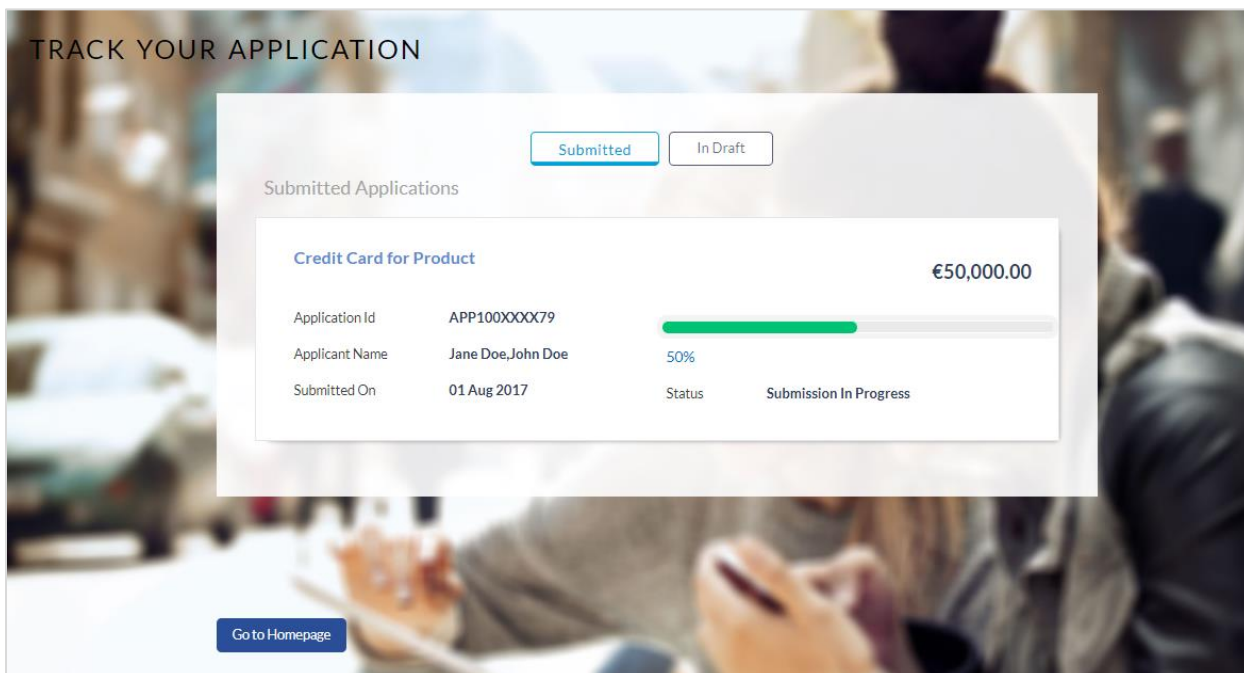 TRACK YOUR APPLICATION
Submitted
In Draft
Submitted Applications
Credit Card for Product
€50,000.00
Application Id APP100XXXX79
Applicant Name Jane Doe,John Doe
50%
Submitted On 01 Aug 2017
Status Submission In Progress
Go to Homepage